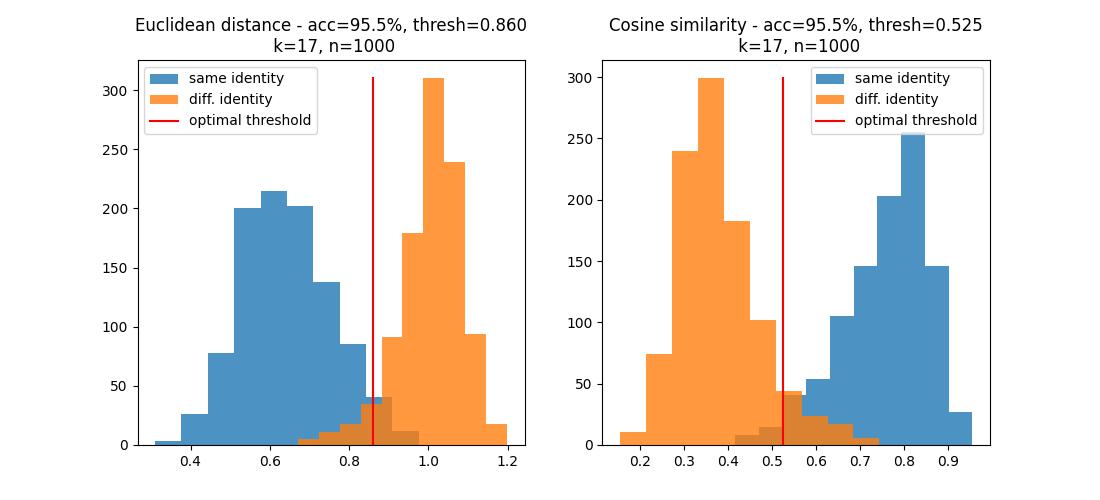 Euclidean distance - acc=95.5%, thresh=0.860
k=17, n=1000
same identity
diff. identity
optimal threshold
300
250
200
150
100
50
0
0.4 0.6 0.8 1.0 1.2
Cosine similarity - acc=95.5%, thresh=0.525
k=17, n=1000
same identity
diff. identity
optimal threshold
300
250
200
150
100
50
0
0.2 0.3 0.4 0.5 0.6 0.7 0.8 0.9